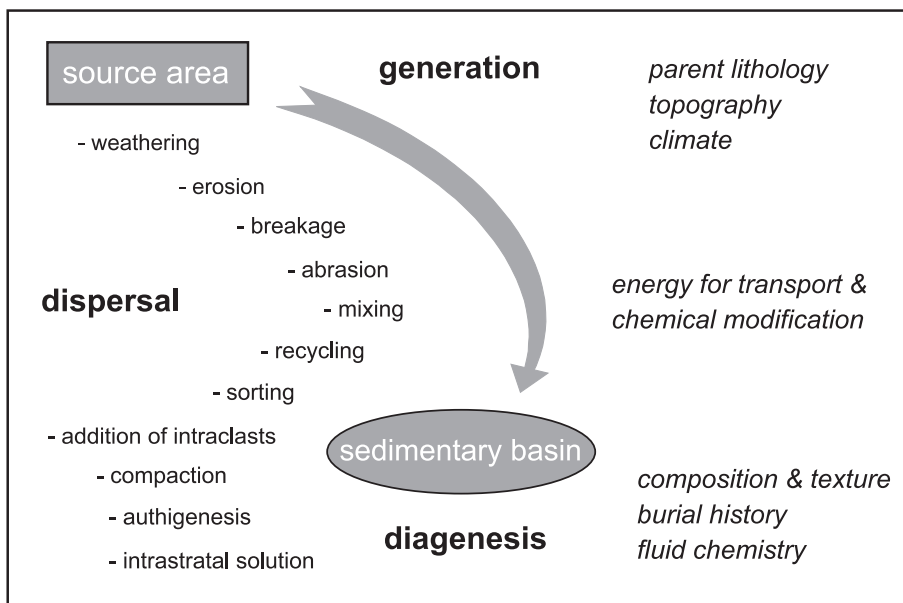 source area
generation
parent lithology
topography
climate
- weathering
- erosion
- breakage
- abrasion
dispersal
- mixing
energy for transport &
chemical modification
- recycling
- sorting
- addition of intraclasts
sedimentary basin
- compaction
- authigenesis
- intrastratal solution
diagenesis
composition & texture
burial history
fluid chemistry